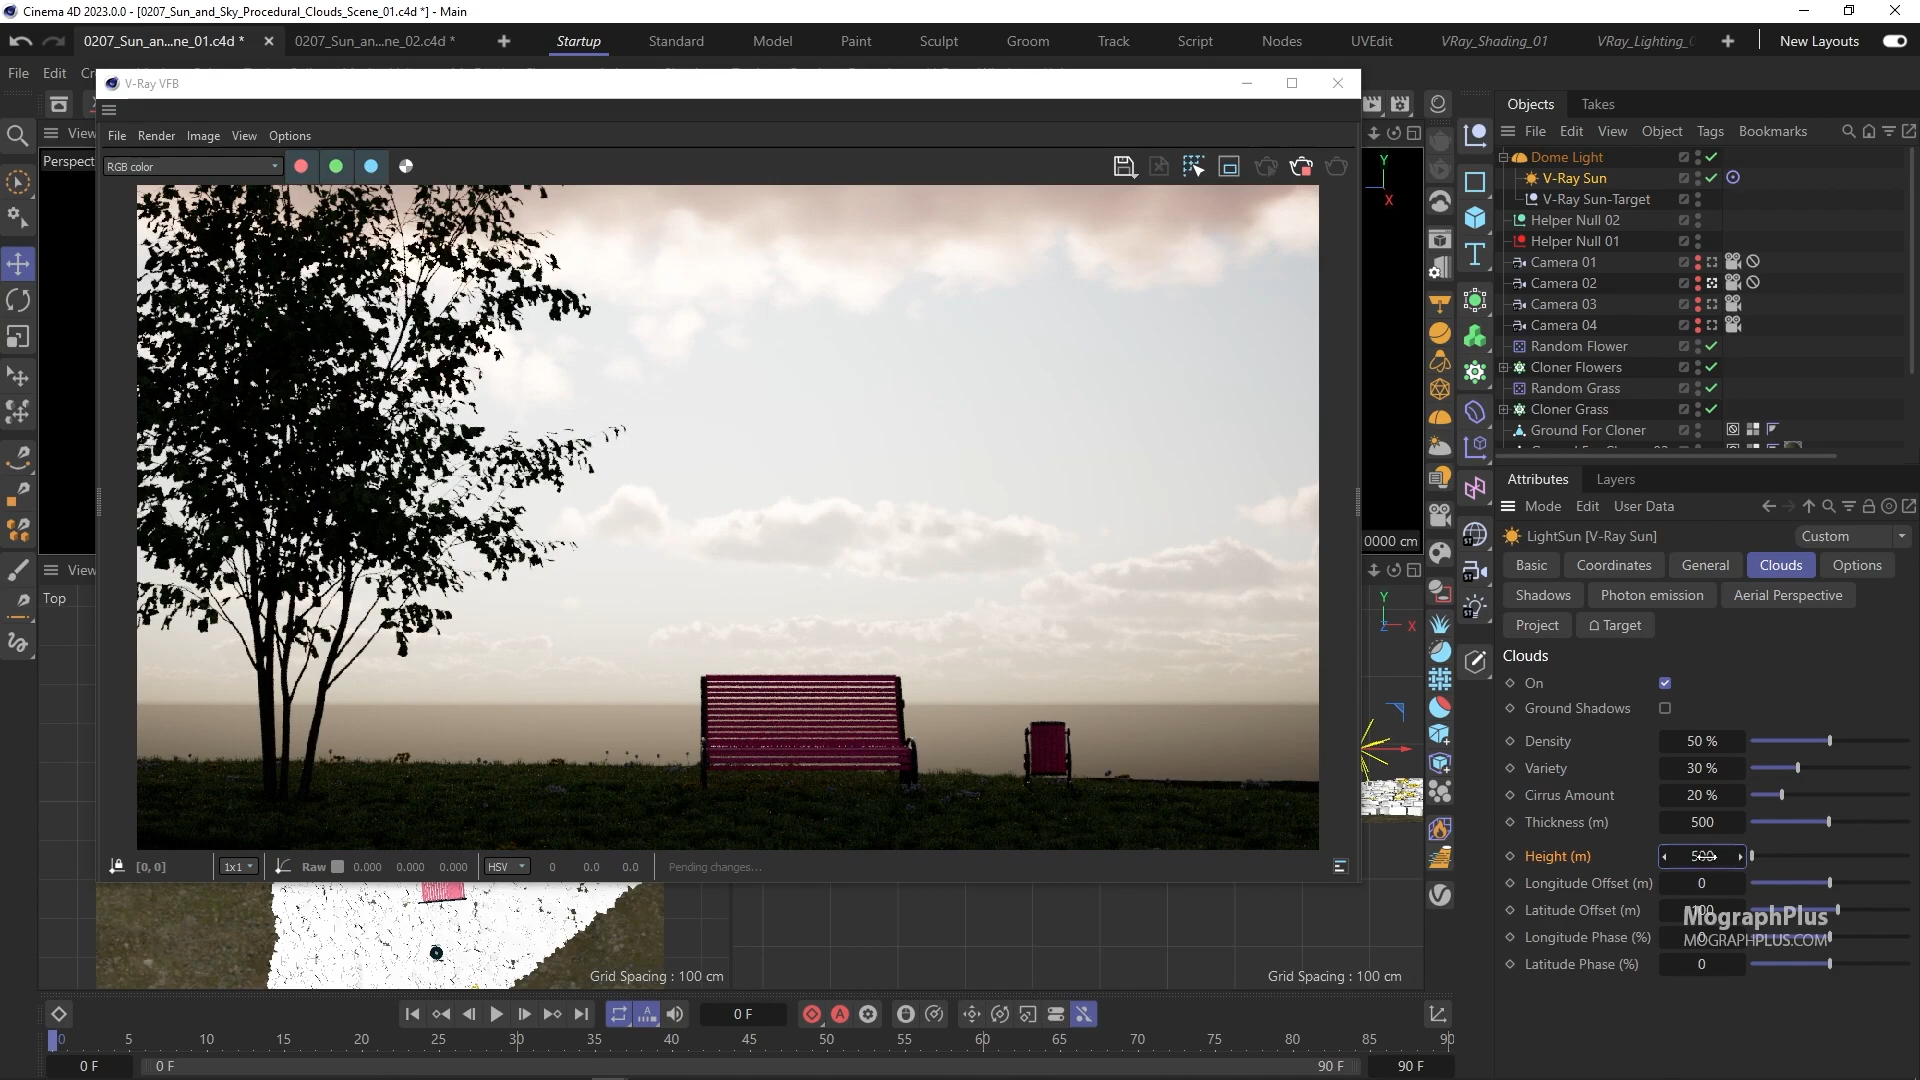 Cinema 4D 2023.0.0 - [0207_Sun_and_Sky_Procedural_Clouds_Scene_01.c4d *] - Main
0207_Sun_an...ne_01.c4d *
0207_Sun_an...ne_02.c4d *
Startup
Standard
Model
Paint
Sculpt
Groom
Track
Script
Nodes
UVEdit
VRay_Shading_01
VRay_Lighting_
New Layouts
File Edit
V-Ray VFB
View
Perspect
File Render Image View Options
RGB color
Y
X
0000 cm
View
Top
Y
Z X
[0, 0]
1x1
Raw 0.000 0.000 0.000
HSV
0 0.0 0.0
Pending changes...
Grid Spacing : 100 cm
Grid Spacing : 100 cm
Objects Takes
File Edit View Object Tags Bookmarks
Dome Light
V-Ray Sun
V-Ray Sun-Target
Helper Null 02
Helper Null 01
Camera 01
Camera 02
Camera 03
Camera 04
Random Flower
Cloner Flowers
Random Grass
Cloner Grass
Ground For Cloner
Attributes Layers
Mode Edit User Data
LightSun [V-Ray Sun]
Custom
Basic Coordinates General Clouds Options
Shadows Photon emission Aerial Perspective
Project Target
Clouds
On
Ground Shadows
Density 50 %
Variety 30 %
Cirrus Amount 20 %
Thickness (m) 500
Height (m) 500
Longitude Offset (m) 0
Latitude Offset (m)
Longitude Phase (%)
Latitude Phase (%) 0
MographPlus
MOGRAPHPLUS.COM
0 F
0 5 10 15 20 25 30 35 40 45 50 55 60 65 70 75 80 85 90
0 F
0 F
90 F
90 F